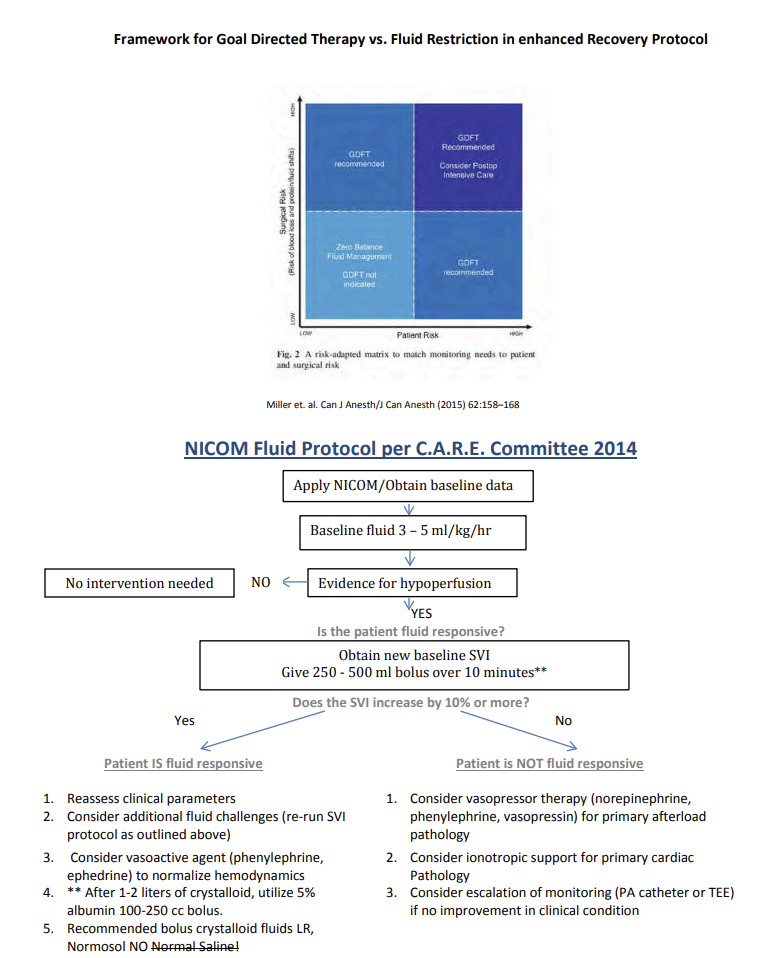 Framework for Goal Directed Therapy vs. Fluid Restriction in enhanced Recovery Protocol
HIGH
Surgical Risk
(Risk of blood loss and protein/fluid shifts)
LOW
GDFT
recommended
GDFT
Recommended
Consider Postop
Intensive Care
Zero Balance
Fluid Management
GDFT not
indicated
GDFT
recommended
LOW
Patient Risk
HIGH
Fig. 2 A risk-adapted matrix to match monitoring needs to patient
and surgical risk
Miller et. al. Can J Anesth/J Can Anesth (2015) 62:158–168
NICOM Fluid Protocol per C.A.R.E. Committee 2014
Apply NICOM/Obtain baseline data
Baseline fluid 3 – 5 ml/kg/hr
No intervention needed
NO
Evidence for hypoperfusion
YES
Is the patient fluid responsive?
Obtain new baseline SVI
Give 250 - 500 ml bolus over 10 minutes**
Does the SVI increase by 10% or more?
Yes
No
Patient IS fluid responsive
1. Reassess clinical parameters
2. Consider additional fluid challenges (re-run SVI
protocol as outlined above)
3. Consider vasoactive agent (phenylephrine,
ephedrine) to normalize hemodynamics
4. ** After 1-2 liters of crystalloid, utilize 5%
albumin 100-250 cc bolus.
5. Recommended bolus crystalloid fluids LR,
Normosol NO Normal Saline!
Patient is NOT fluid responsive
1. Consider vasopressor therapy (norepinephrine,
phenylephrine, vasopressin) for primary afterload
pathology
2. Consider ionotropic support for primary cardiac
Pathology
3. Consider escalation of monitoring (PA catheter or TEE)
if no improvement in clinical condition